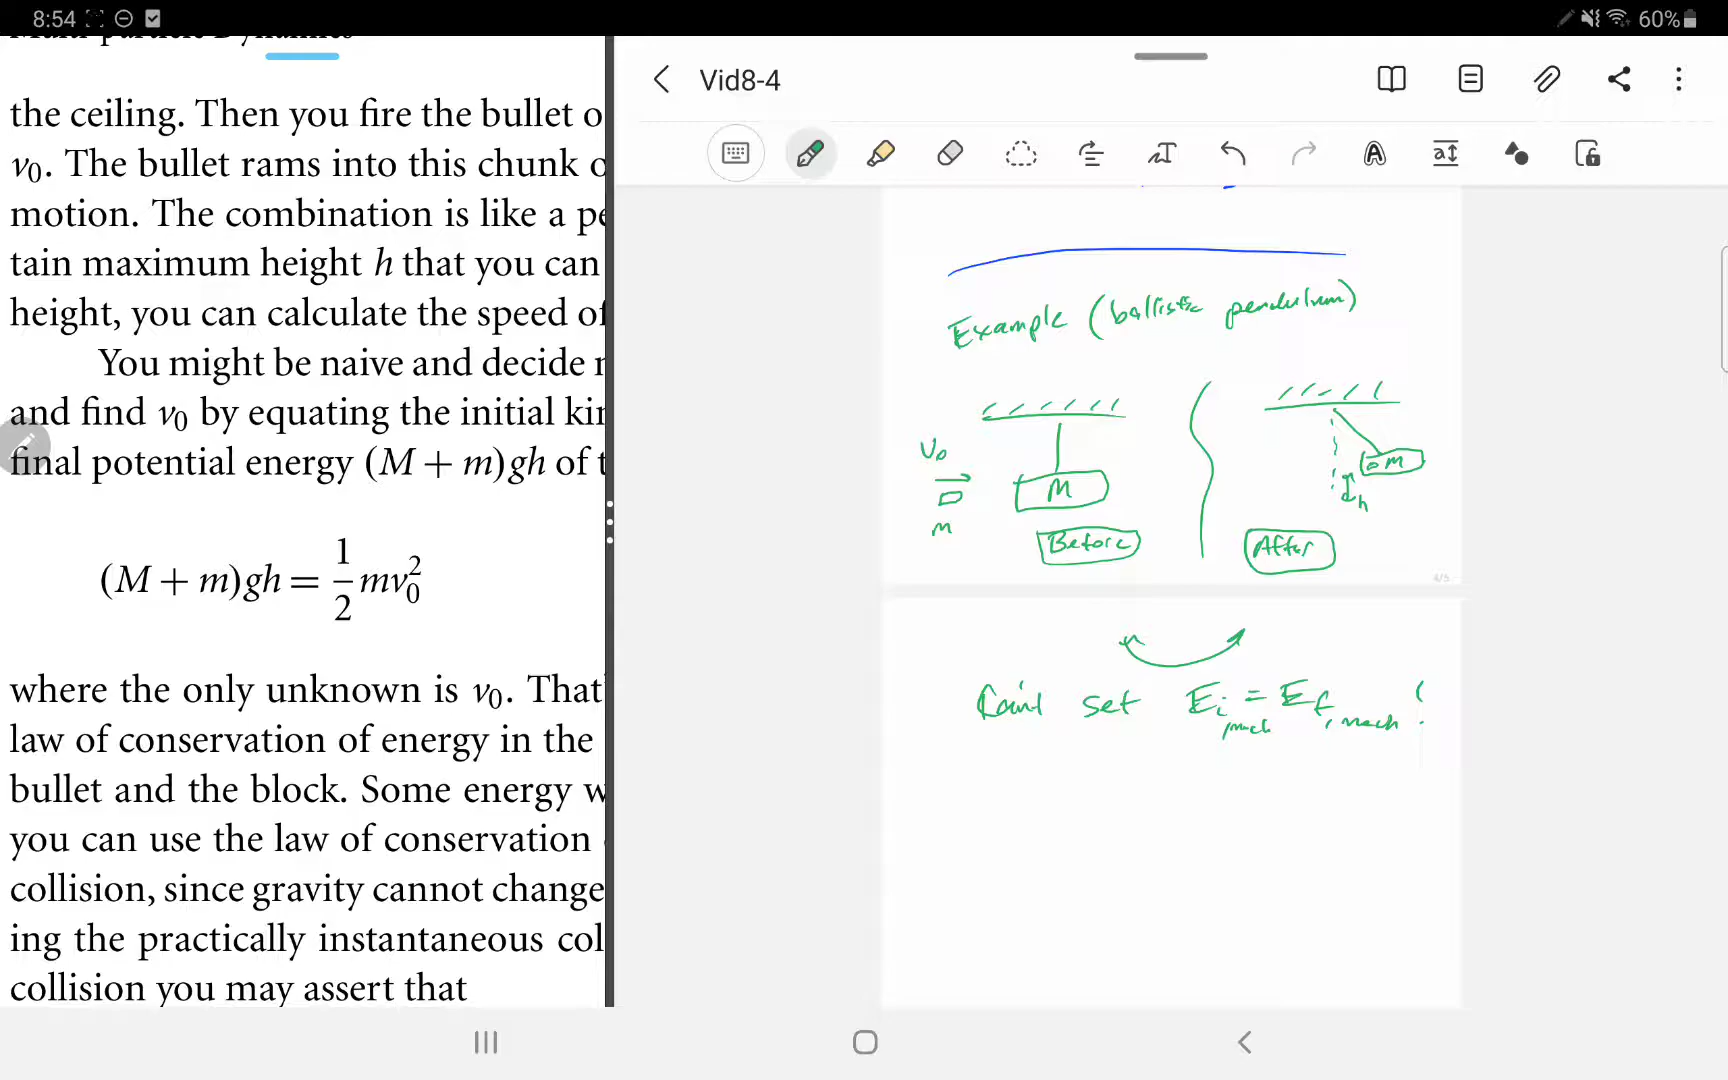 8:54
60%
Multi-particle Dynamics
the ceiling. Then you fire the bullet o
v0. The bullet rams into this chunk o
motion. The combination is like a pe
tain maximum height h that you can
height, you can calculate the speed of
You might be naive and decide r
and find v0 by equating the initial kin
final potential energy (M + m)gh of t
(M + m)gh = 1/2 mv0^2
where the only unknown is v0. That'
law of conservation of energy in the
bullet and the block. Some energy w
you can use the law of conservation
collision, since gravity cannot change
ing the practically instantaneous col
collision you may assert that
Vid8-4
Example (ballistic pendulum)
v0
m
M
Before
M
h
After
4/5
set Ei, mech = Ef, mech